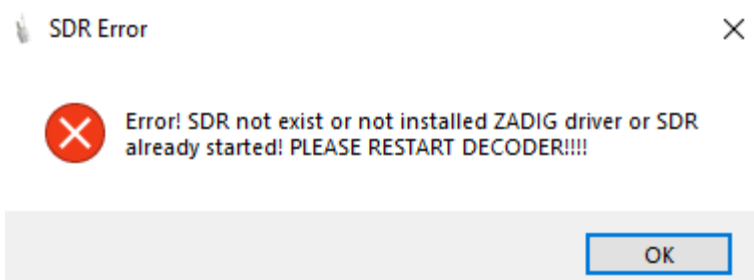 SDR Error
Error! SDR not exist or not installed ZADIG driver or SDR
already started! PLEASE RESTART DECODER!!!!
OK